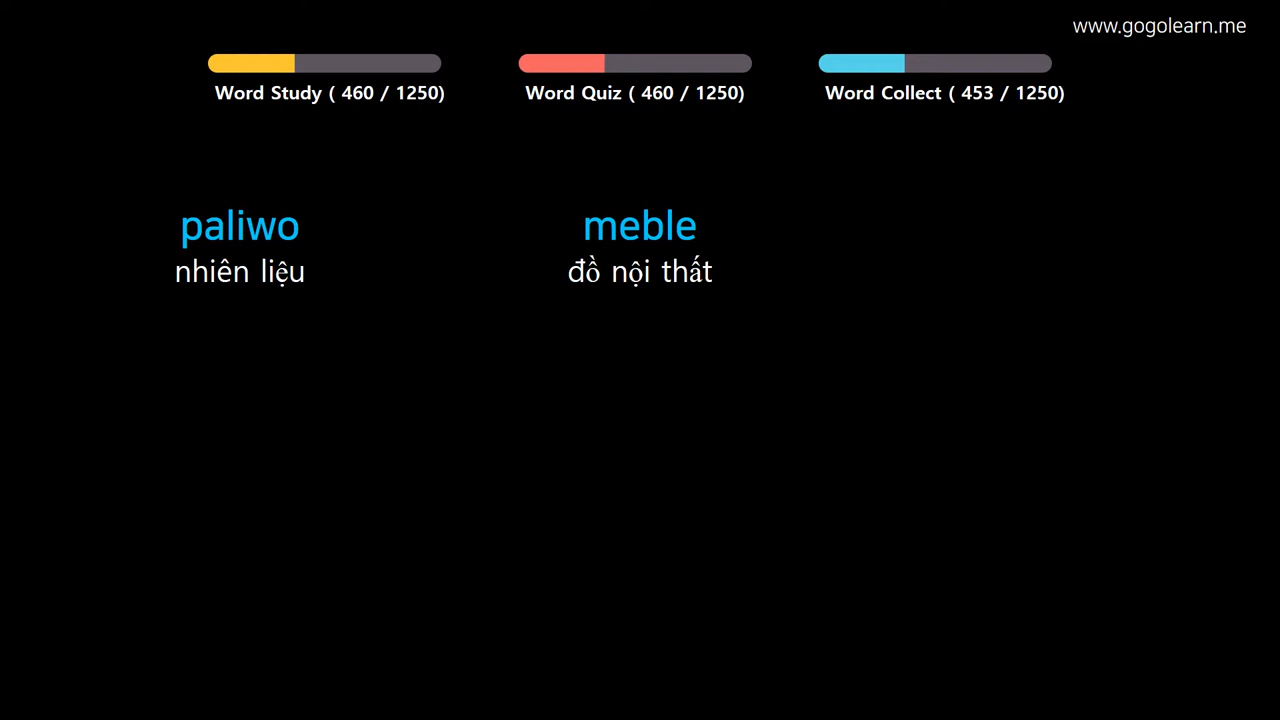 www.gogolearn.me
Word Study ( 460 / 1250)
Word Quiz ( 460 / 1250)
Word Collect ( 453 / 1250)
paliwo
nhiên liệu
meble
đồ nội thất